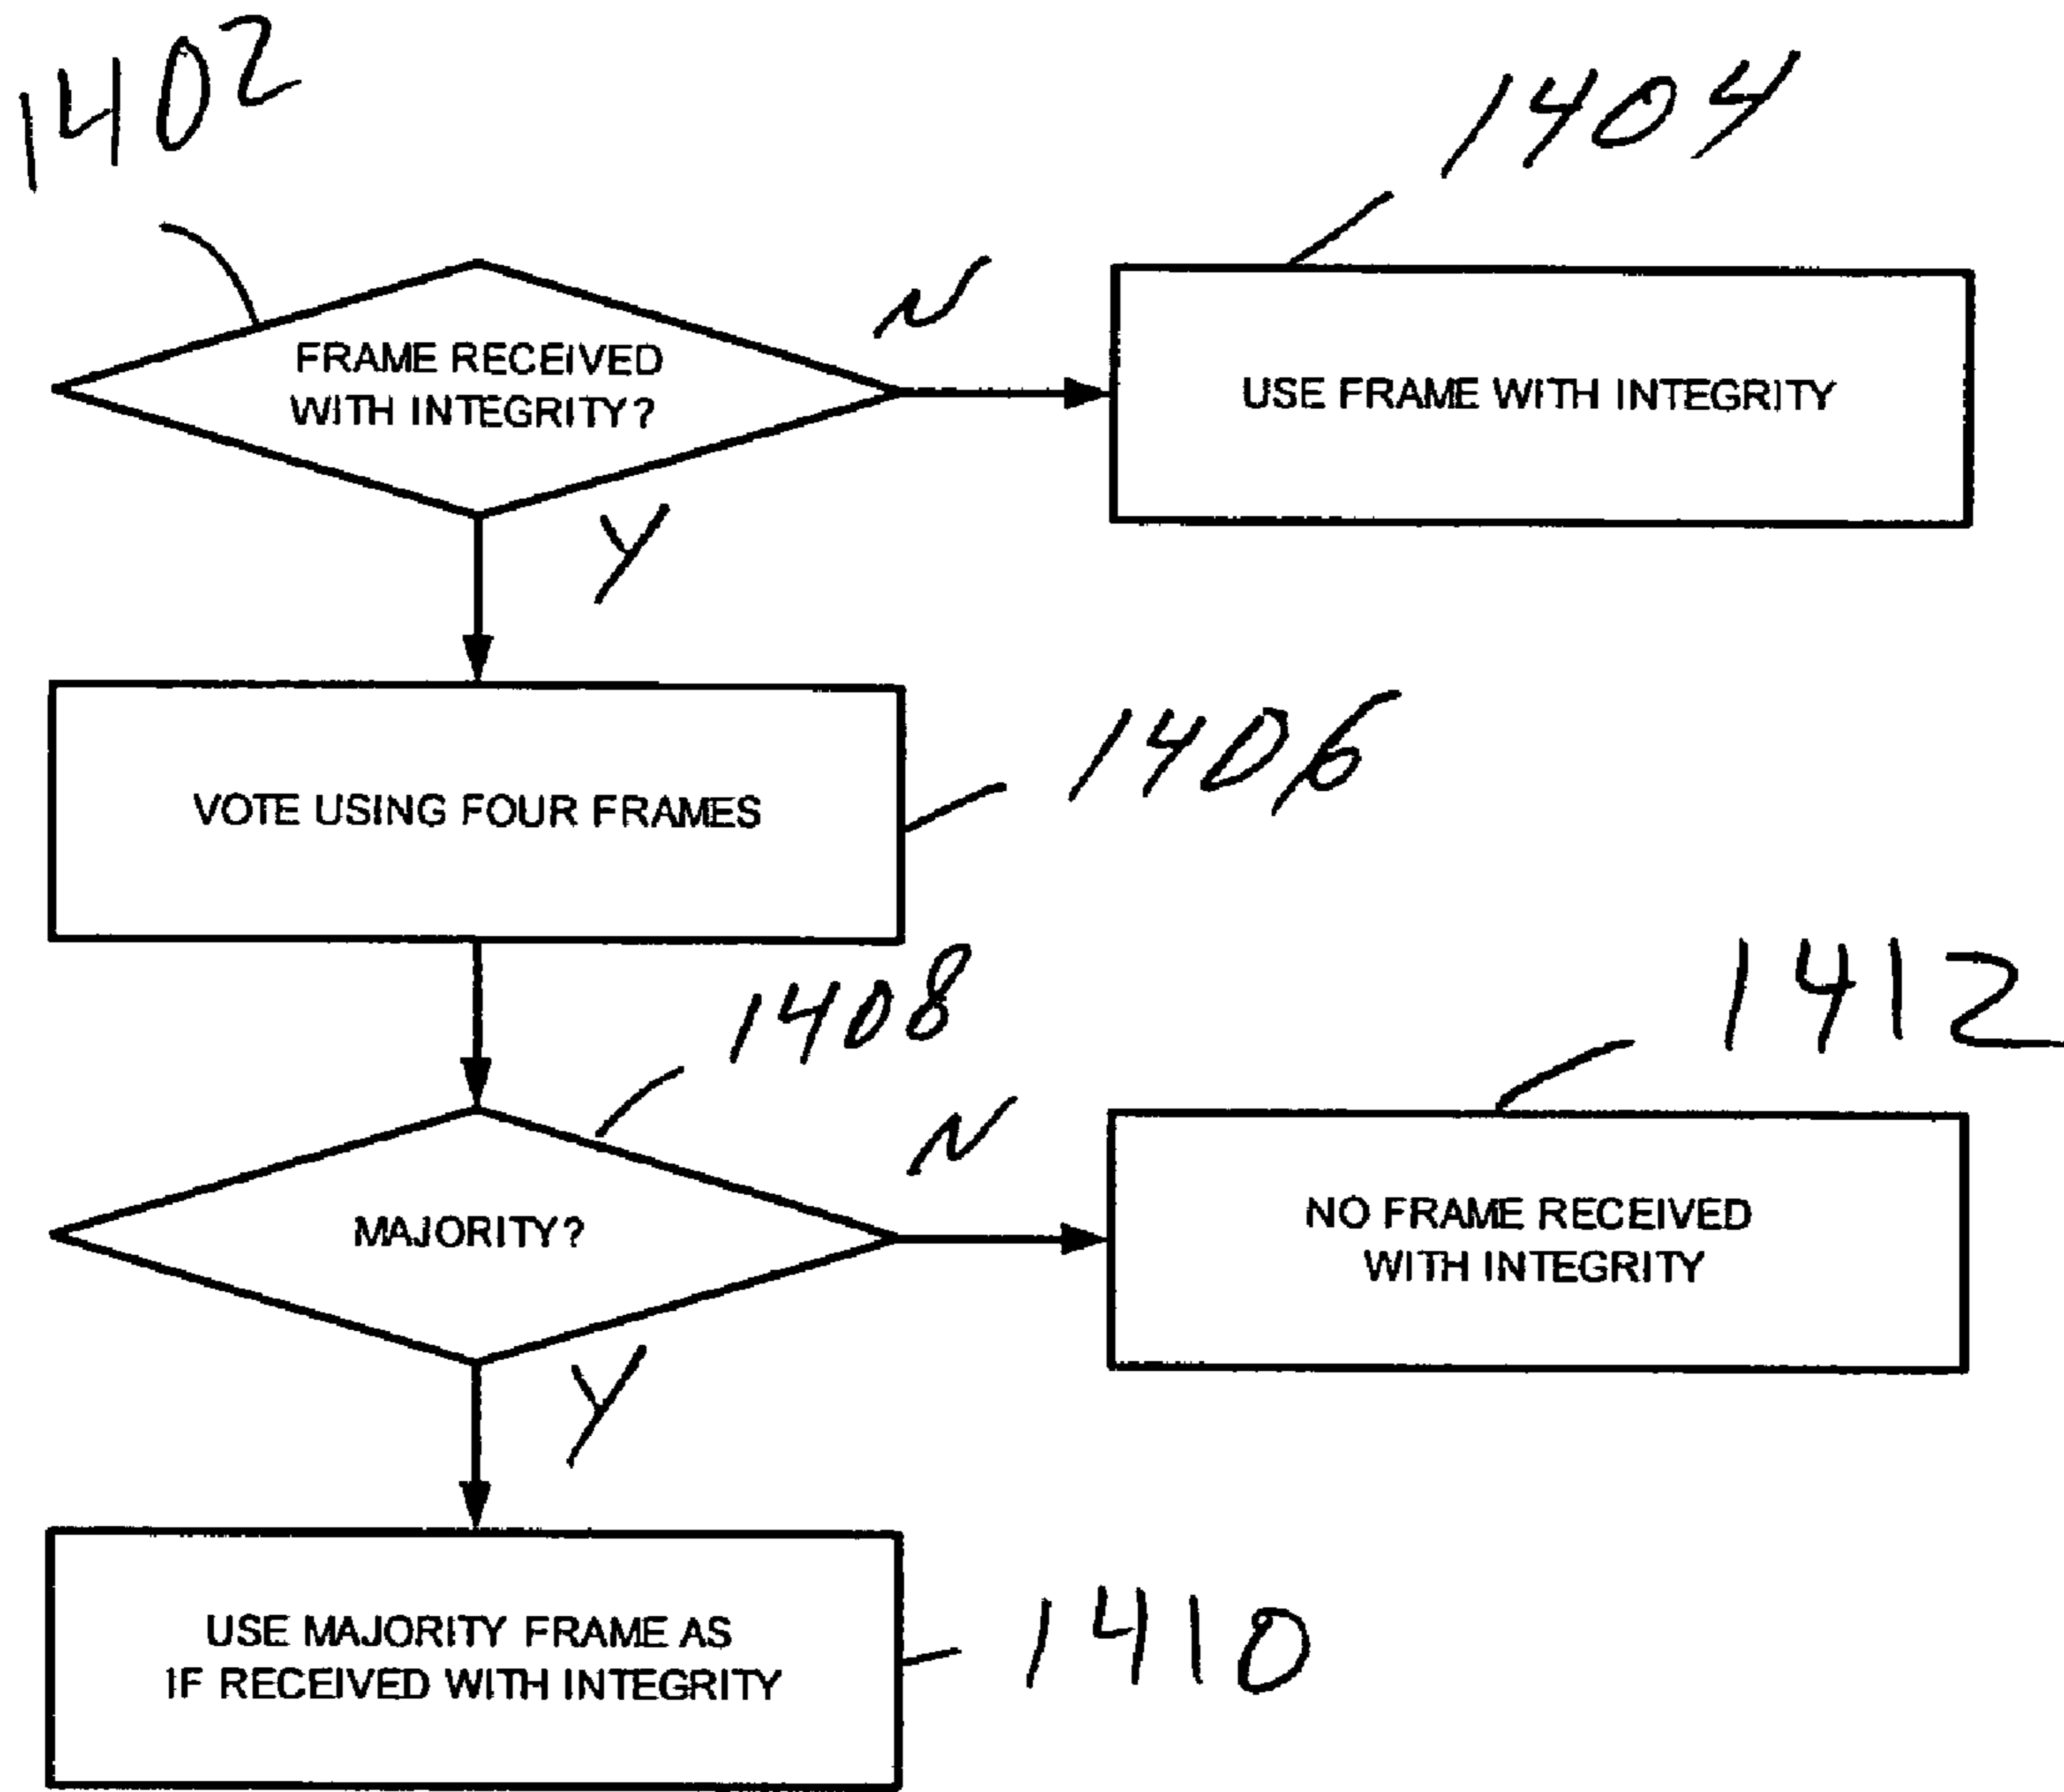 1402
1404
N
FRAME RECEIVED
WITH INTEGRITY?
USE FRAME WITH INTEGRITY
Y
1406
VOTE USING FOUR FRAMES
1408
1412
N
MAJORITY?
NO FRAME RECEIVED
WITH INTEGRITY
Y
USE MAJORITY FRAME AS
IF RECEIVED WITH INTEGRITY
1410